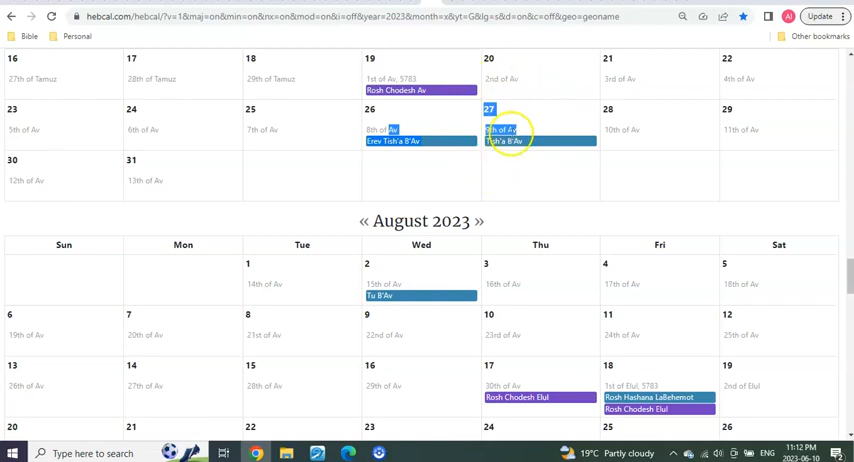 hebcal.com/hebcal/?v=1&maj=on&min=on&nx=on&mod=on&i=off&year=2023&month=x&yt=G&lg=s&d=on&c=off&geo=geoname
AI
Update
Bible Personal Other bookmarks
16 17 18 19 20 21 22
27th of Tamuz 28th of Tamuz 29th of Tamuz 1st of Av, 5783 2nd of Av 3rd of Av 4th of Av
Rosh Chodesh Av
23 24 25 26 27 28 29
5th of Av 6th of Av 7th of Av 8th of Av 9th of Av 10th of Av 11th of Av
Erev Tish'a B'Av Tish'a B'Av
30 31
12th of Av 13th of Av
« August 2023 »
Sun Mon Tue Wed Thu Fri Sat
1 2 3 4 5
14th of Av 15th of Av 16th of Av 17th of Av 18th of Av
Tu B'Av
6 7 8 9 10 11 12
19th of Av 20th of Av 21st of Av 22nd of Av 23rd of Av 24th of Av 25th of Av
13 14 15 16 17 18 19
26th of Av 27th of Av 28th of Av 29th of Av 30th of Av 1st of Elul, 5783 2nd of Elul
Rosh Chodesh Elul Rosh Hashana LaBehemot
Rosh Chodesh Elul
20 21 22 23 24 25 26
Type here to search
19°C Partly cloudy
ENG
11:12 PM
2023-06-10
2